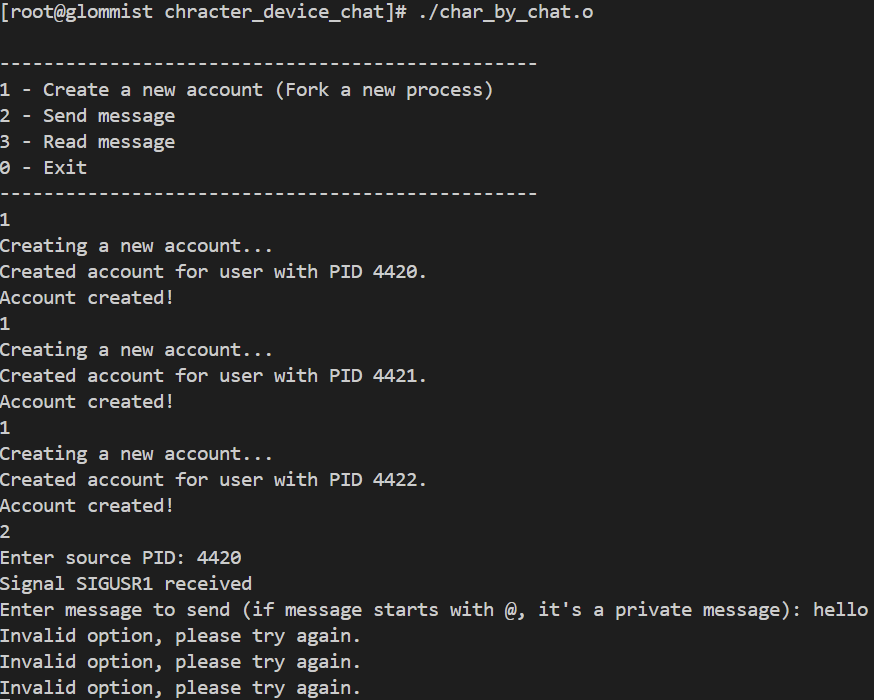 [root@glommist chracter_device_chat]# ./char_by_chat.o
-------------------------------------------------
1 - Create a new account (Fork a new process)
2 - Send message
3 - Read message
0 - Exit
-------------------------------------------------
1
Creating a new account...
Created account for user with PID 4420.
Account created!
1
Creating a new account...
Created account for user with PID 4421.
Account created!
1
Creating a new account...
Created account for user with PID 4422.
Account created!
2
Enter source PID: 4420
Signal SIGUSR1 received
Enter message to send (if message starts with @, it's a private message): hello
Invalid option, please try again.
Invalid option, please try again.
Invalid option, please try again.